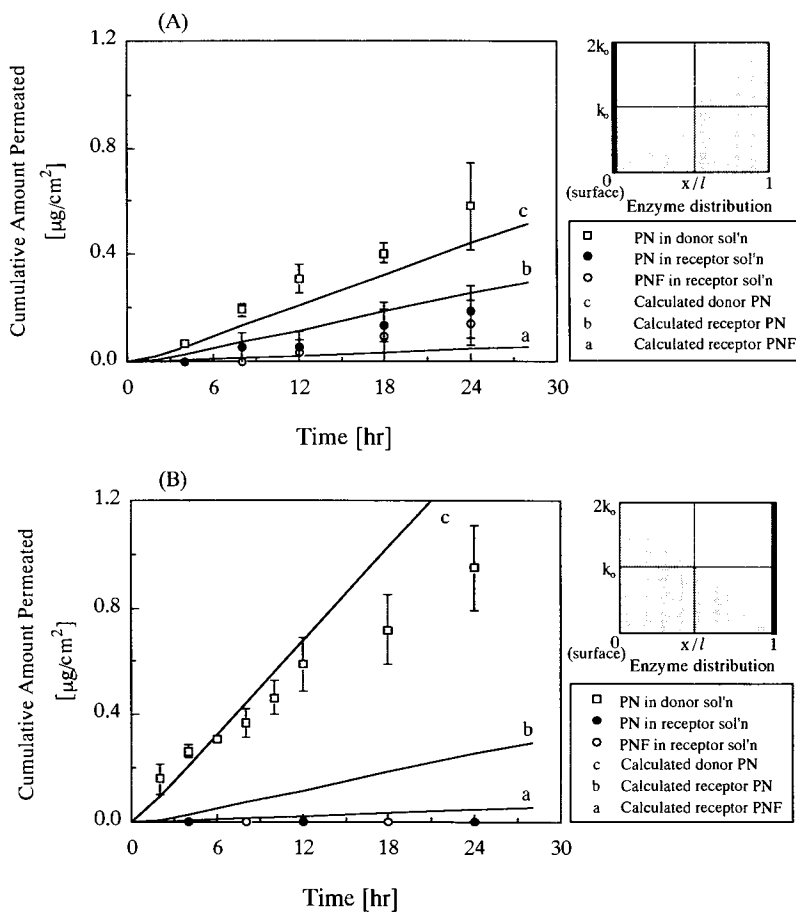 (A)
1.2
0.8
0.4
0.0
Cumulative Amount Permeated
[µg/cm²]
c
b
a
0 6 12 18 24 30
Time [hr]
2kₒ
kₒ
0 x/l 1
(surface)
Enzyme distribution
PN in donor sol'n
PN in receptor sol'n
PNF in receptor sol'n
c Calculated donor PN
b Calculated receptor PN
a Calculated receptor PNF
(B)
1.2
0.8
0.4
0.0
Cumulative Amount Permeated
[µg/cm²]
c
b
a
0 6 12 18 24 30
Time [hr]
2kₒ
kₒ
0 x/l 1
(surface)
Enzyme distribution
PN in donor sol'n
PN in receptor sol'n
PNF in receptor sol'n
c Calculated donor PN
b Calculated receptor PN
a Calculated receptor PNF